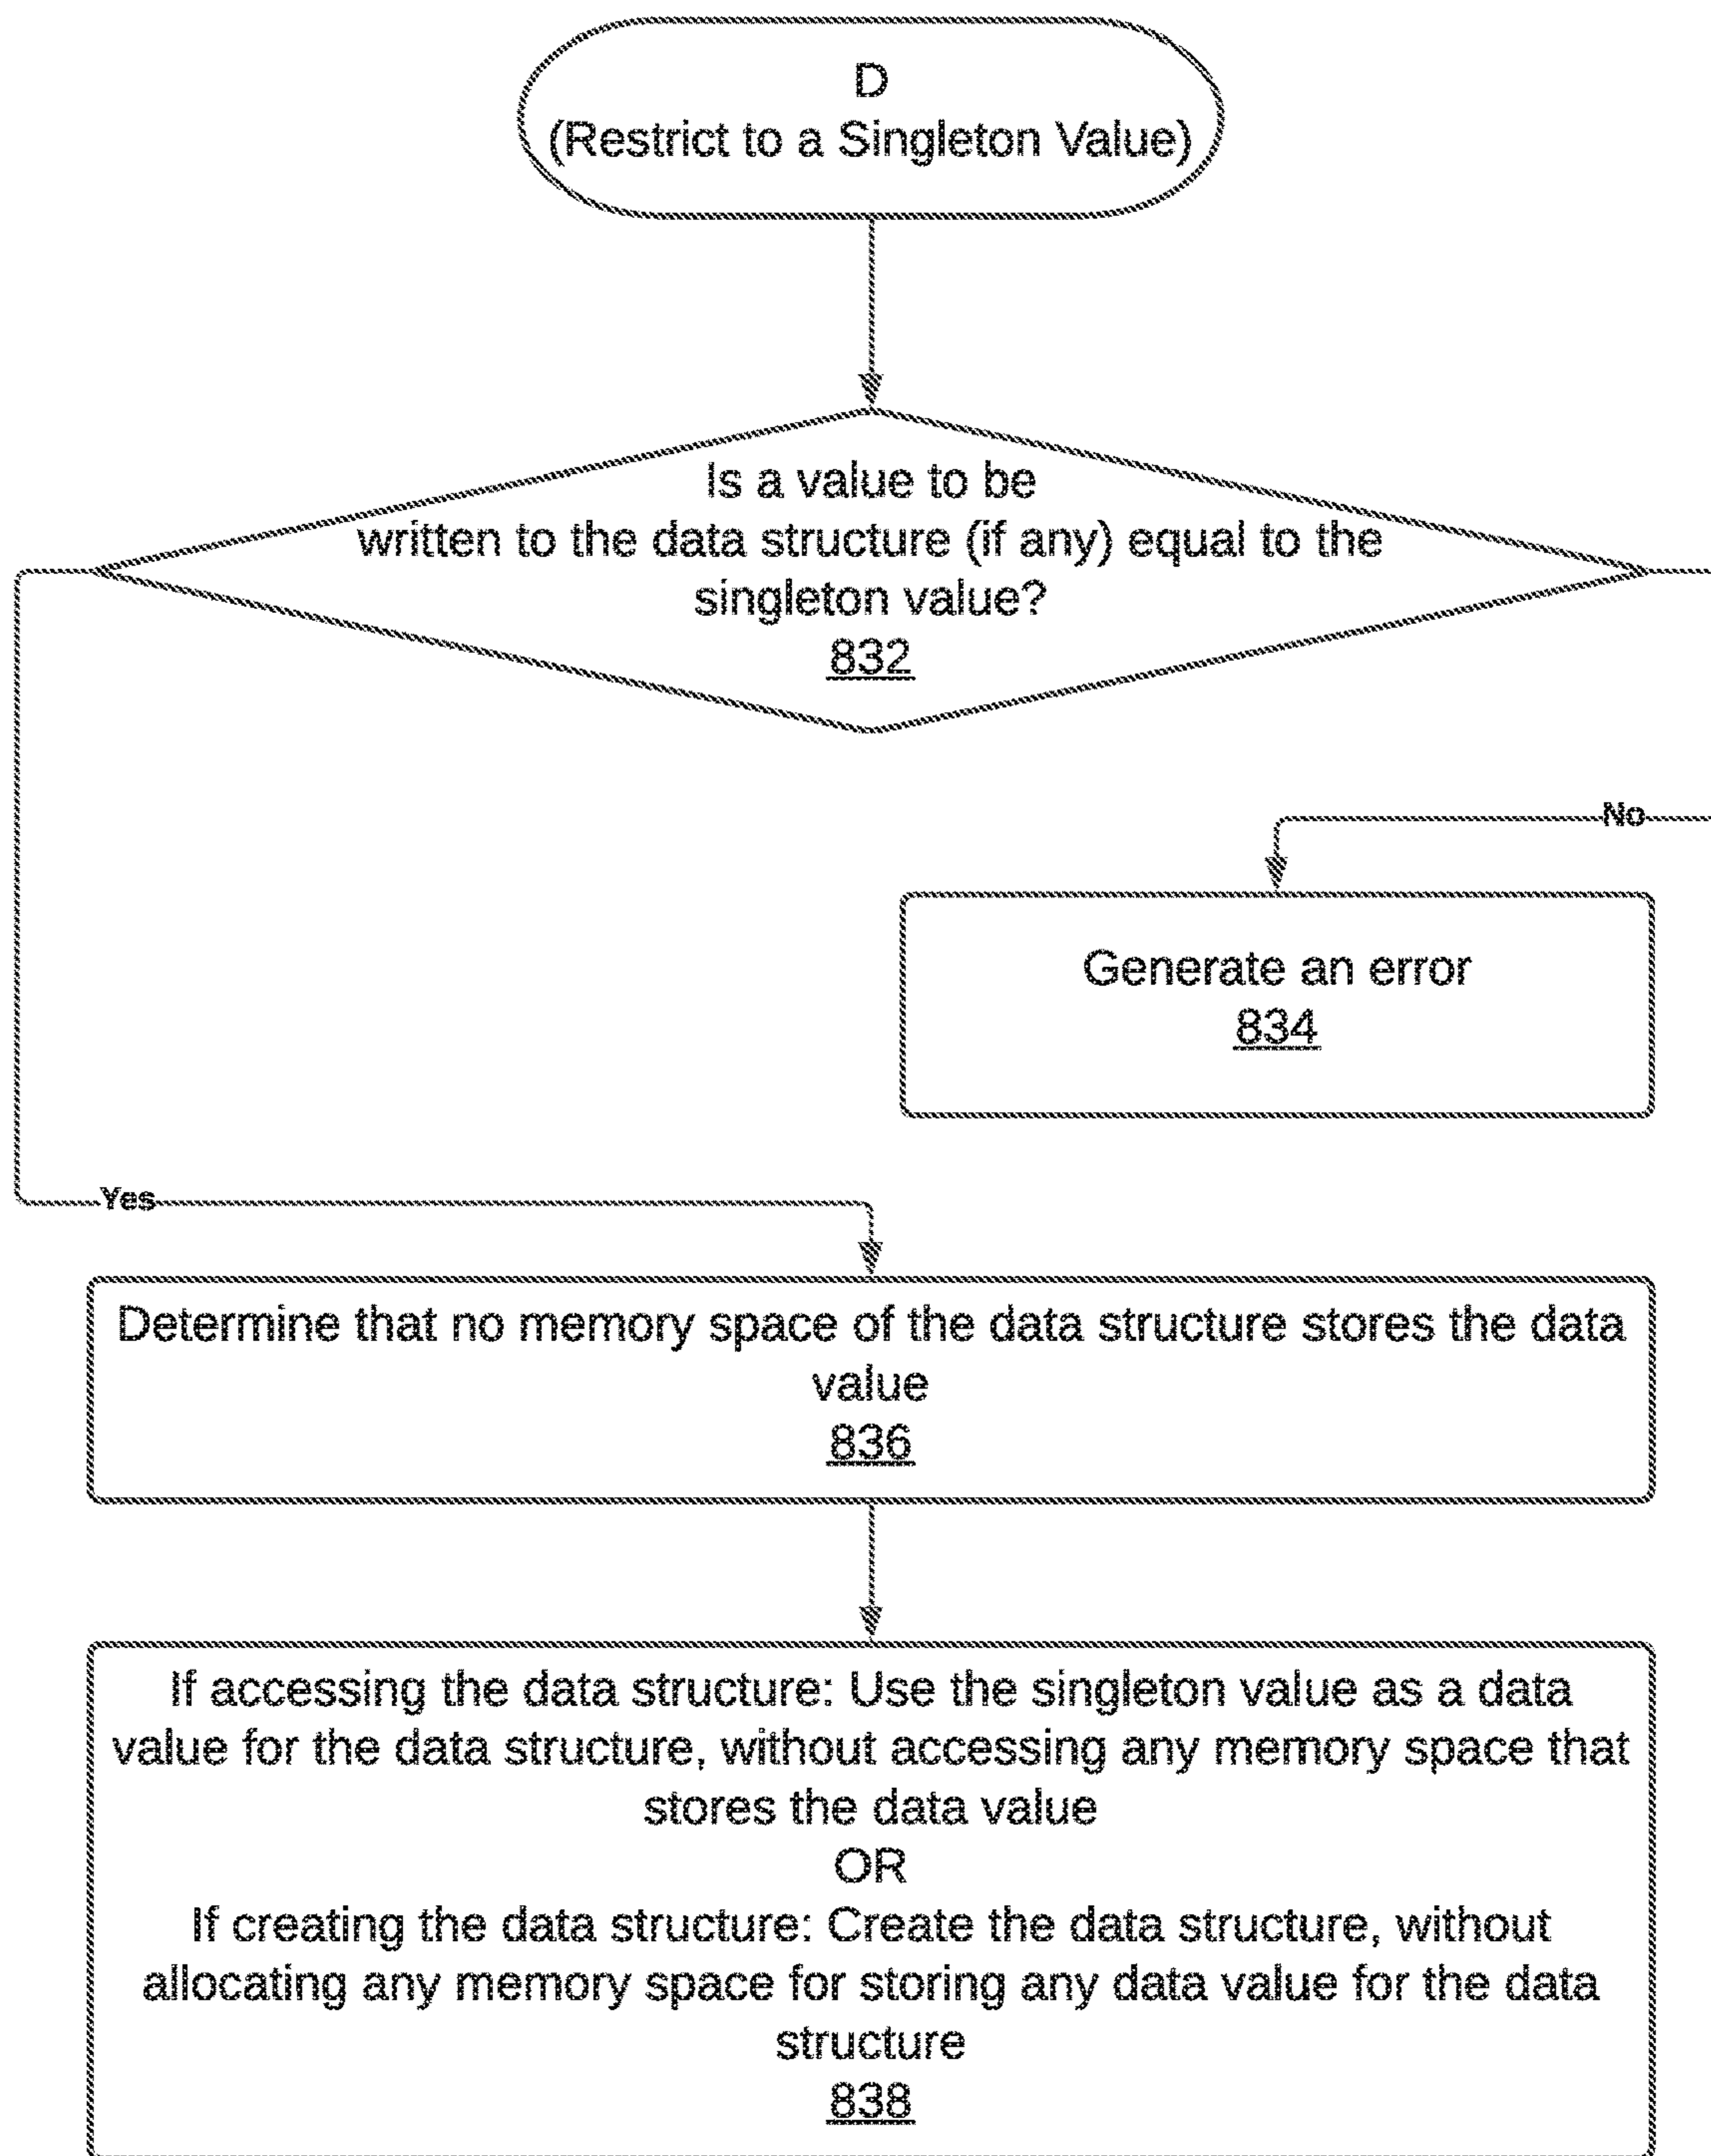 D
(Restrict to a Singleton Value)
Is a value to be
written to the data structure (if any) equal to the
singleton value?
832
No
Generate an error
834
Yes
Determine that no memory space of the data structure stores the data
value
836
If accessing the data structure: Use the singleton value as a data
value for the data structure, without accessing any memory space that
stores the data value
OR
If creating the data structure: Create the data structure, without
allocating any memory space for storing any data value for the data
structure
838